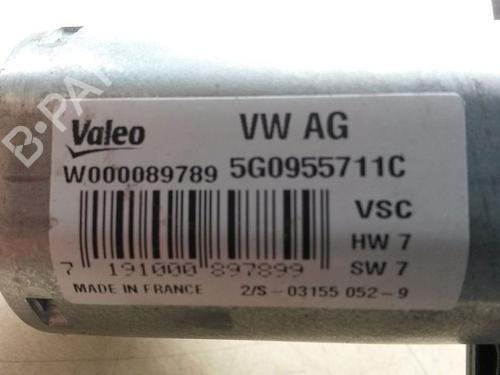 B-PARTS
Valeo VW AG
W000089789 5G0955711C
VSC
HW 7
7 191000 897899 SW 7
MADE IN FRANCE 2/S-03155 052-9